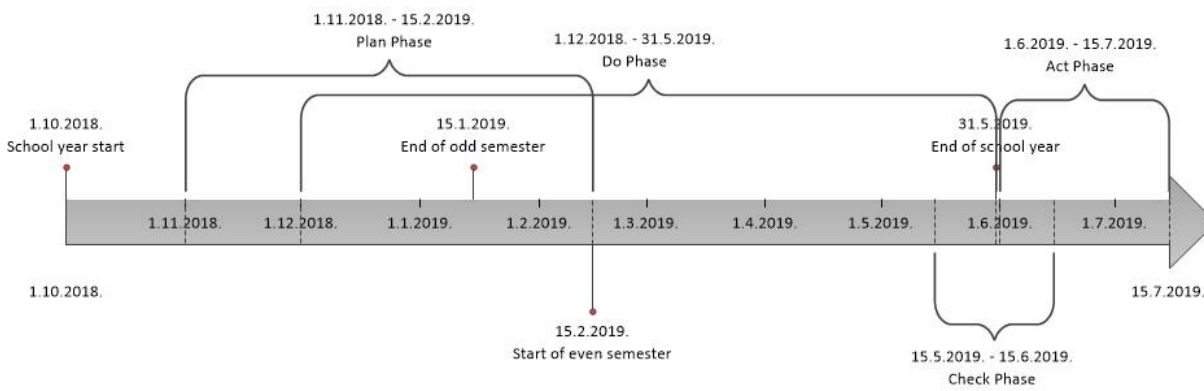 1.11.2018. - 15.2.2019.
Plan Phase
1.12.2018. - 31.5.2019.
Do Phase
1.6.2019. - 15.7.2019.
Act Phase
1.10.2018.
School year start
15.1.2019.
End of odd semester
31.5.2019.
End of school year
1.11.2018.
1.12.2018.
1.1.2019.
1.2.2019.
1.3.2019.
1.4.2019.
1.5.2019.
1.6.2019.
1.7.2019.
1.10.2018.
15.7.2019.
15.2.2019.
Start of even semester
15.5.2019. - 15.6.2019.
Check Phase